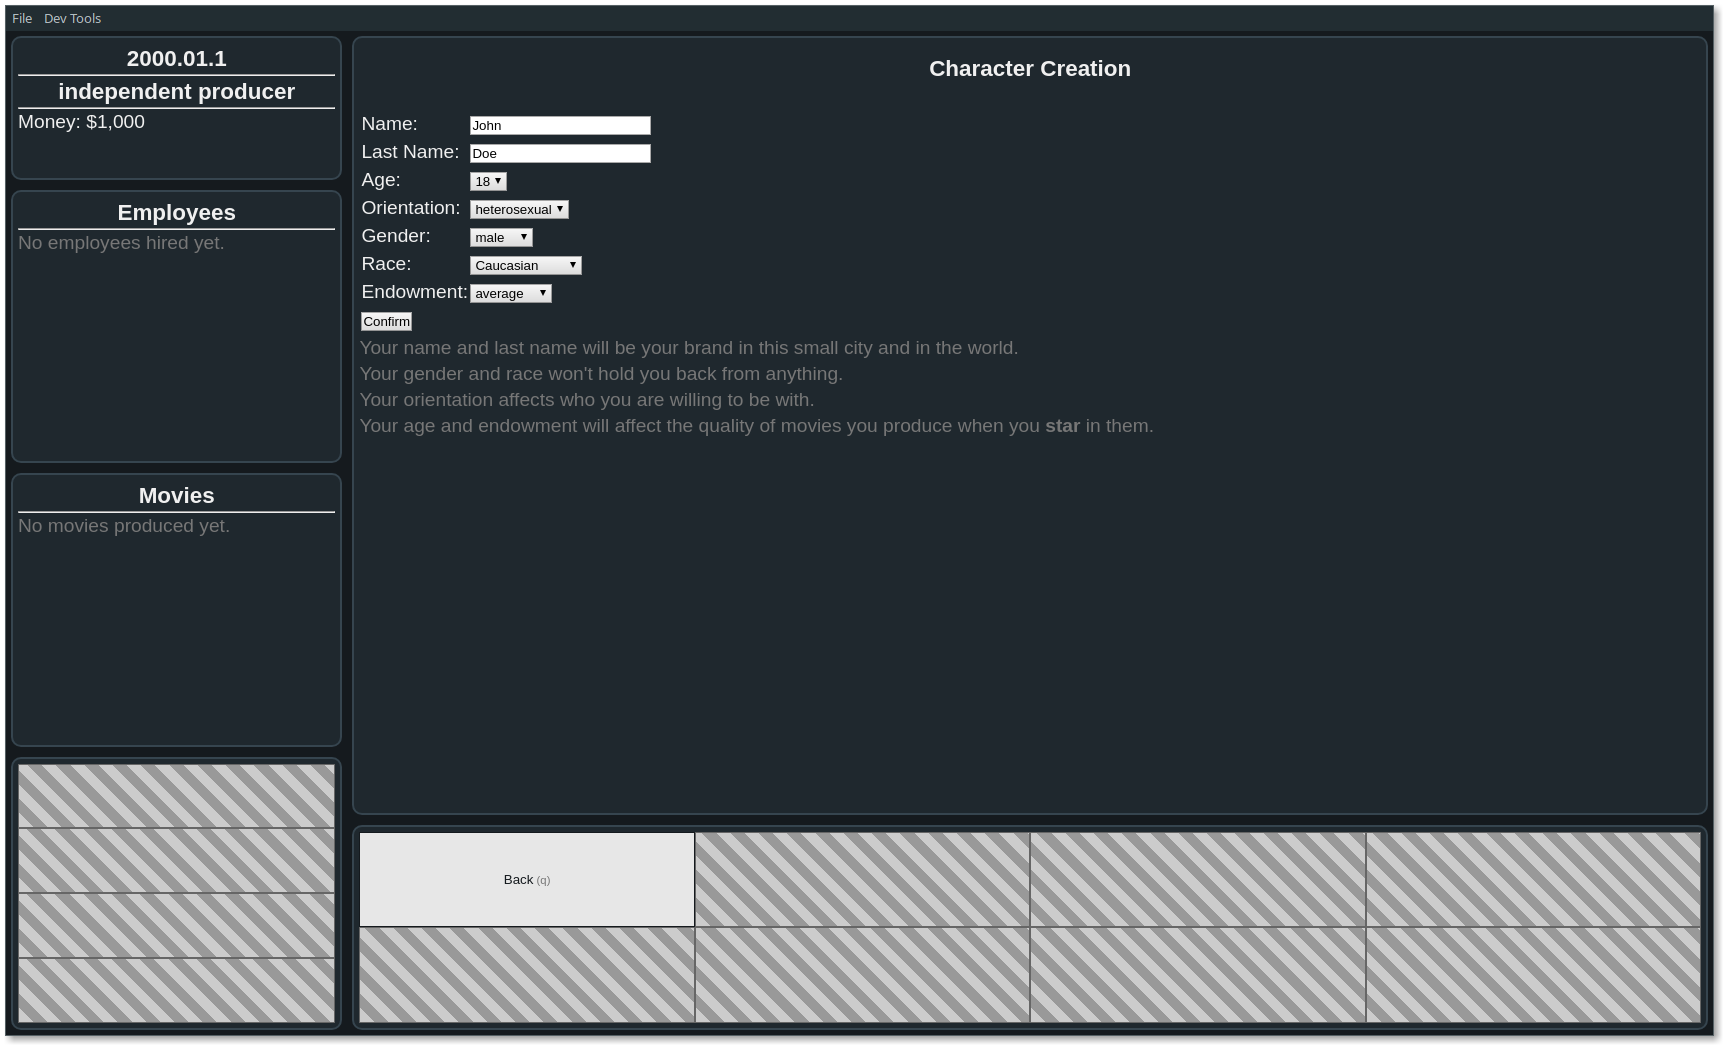 File Dev Tools
2000.01.1
independent producer
Money: $1,000
Employees
No employees hired yet.
Movies
No movies produced yet.
Character Creation
Name: John
Last Name: Doe
Age: 18
Orientation: heterosexual
Gender: male
Race: Caucasian
Endowment: average
Confirm
Your name and last name will be your brand in this small city and in the world.
Your gender and race won't hold you back from anything.
Your orientation affects who you are willing to be with.
Your age and endowment will affect the quality of movies you produce when you star in them.
Back (q)